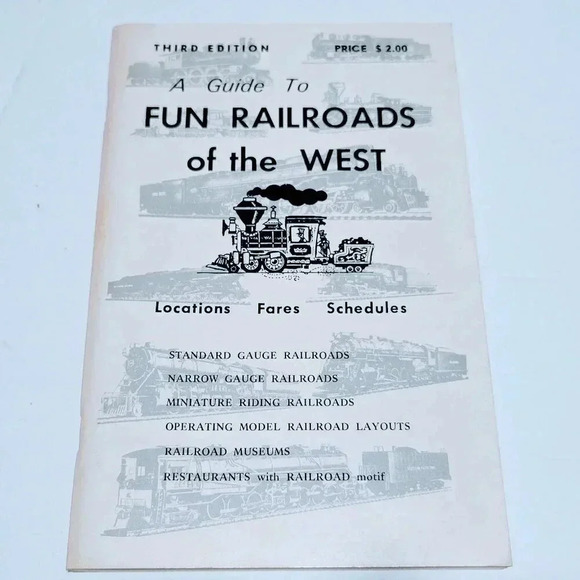 THIRD EDITION PRICE $ 2.00
A Guide To
FUN RAILROADS
of the WEST
Locations Fares Schedules
STANDARD GAUGE RAILROADS
NARROW GAUGE RAILROADS
MINIATURE RIDING RAILROADS
OPERATING MODEL RAILROAD LAYOUTS
RAILROAD MUSEUMS
RESTAURANTS with RAILROAD motif